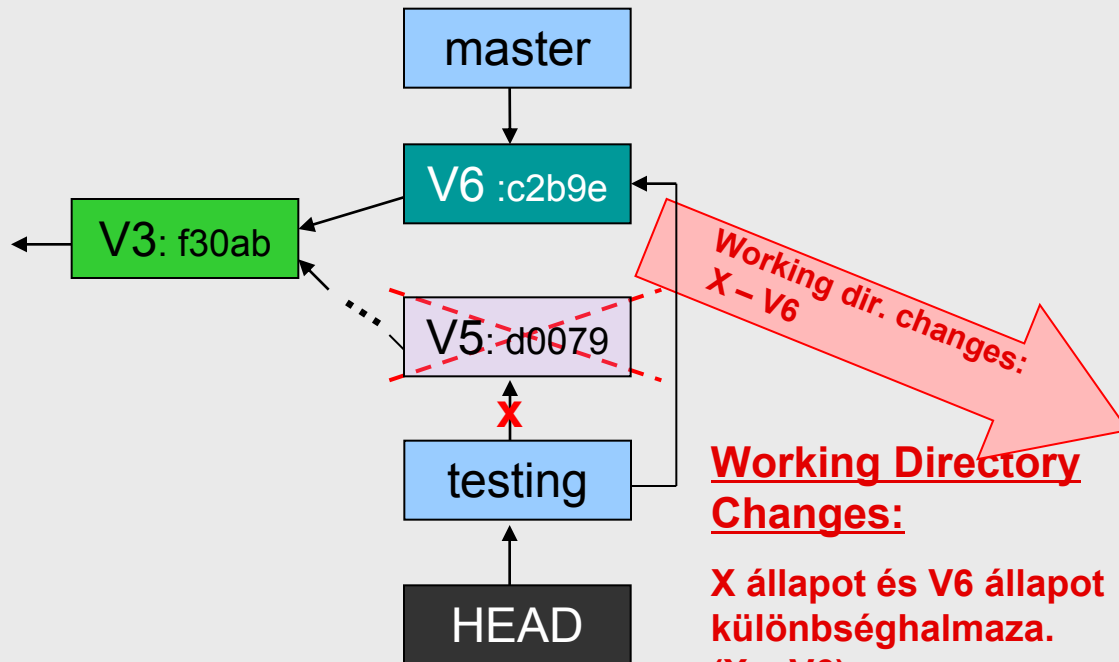 master
V6 :c2b9e
V3: f30ab
Working dir. changes:
X – V6
V5: d0079
x
testing
Working Directory
Changes:
X állapot és V6 állapot
különbséghalmaza.
(X – V6)
HEAD